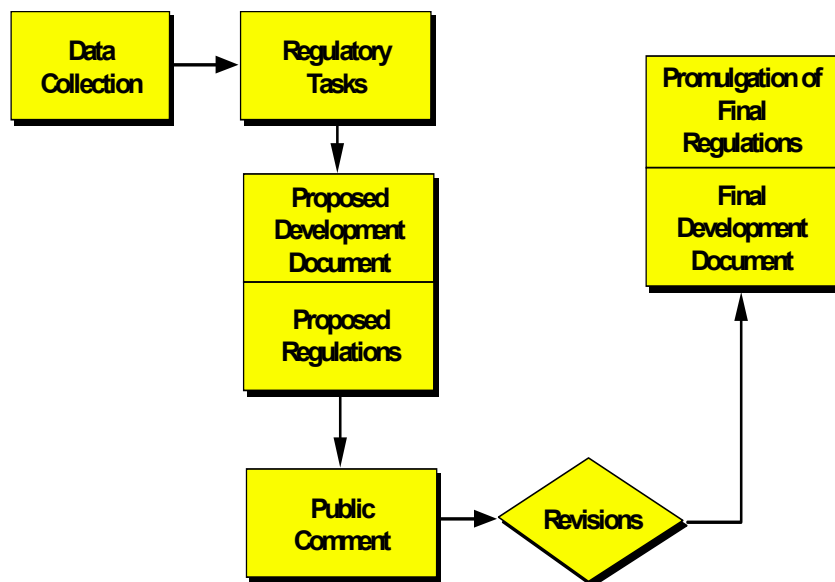 Data
Collection
Regulatory
Tasks
Proposed
Development
Document
Proposed
Regulations
Public
Comment
Revisions
Promulgation of
Final
Regulations
Final
Development
Document